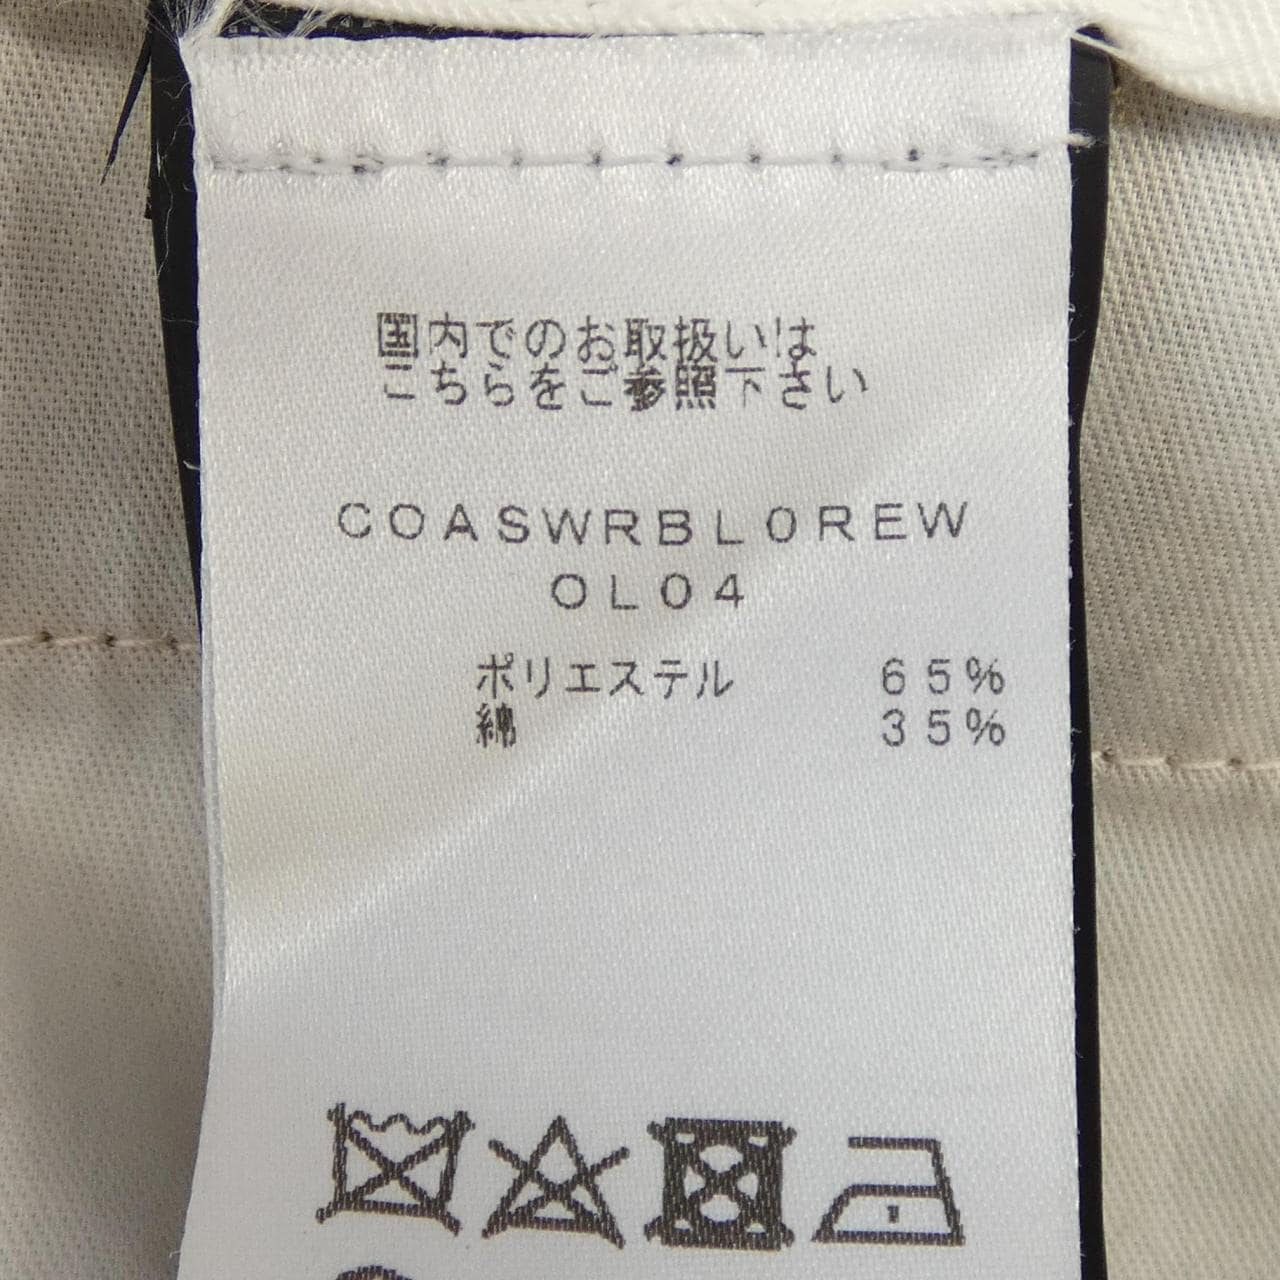 国内でのお取扱いは
こちらをご参照下さい
COASWRBLOREW
OL04
ポリエステル 65%
綿 35%